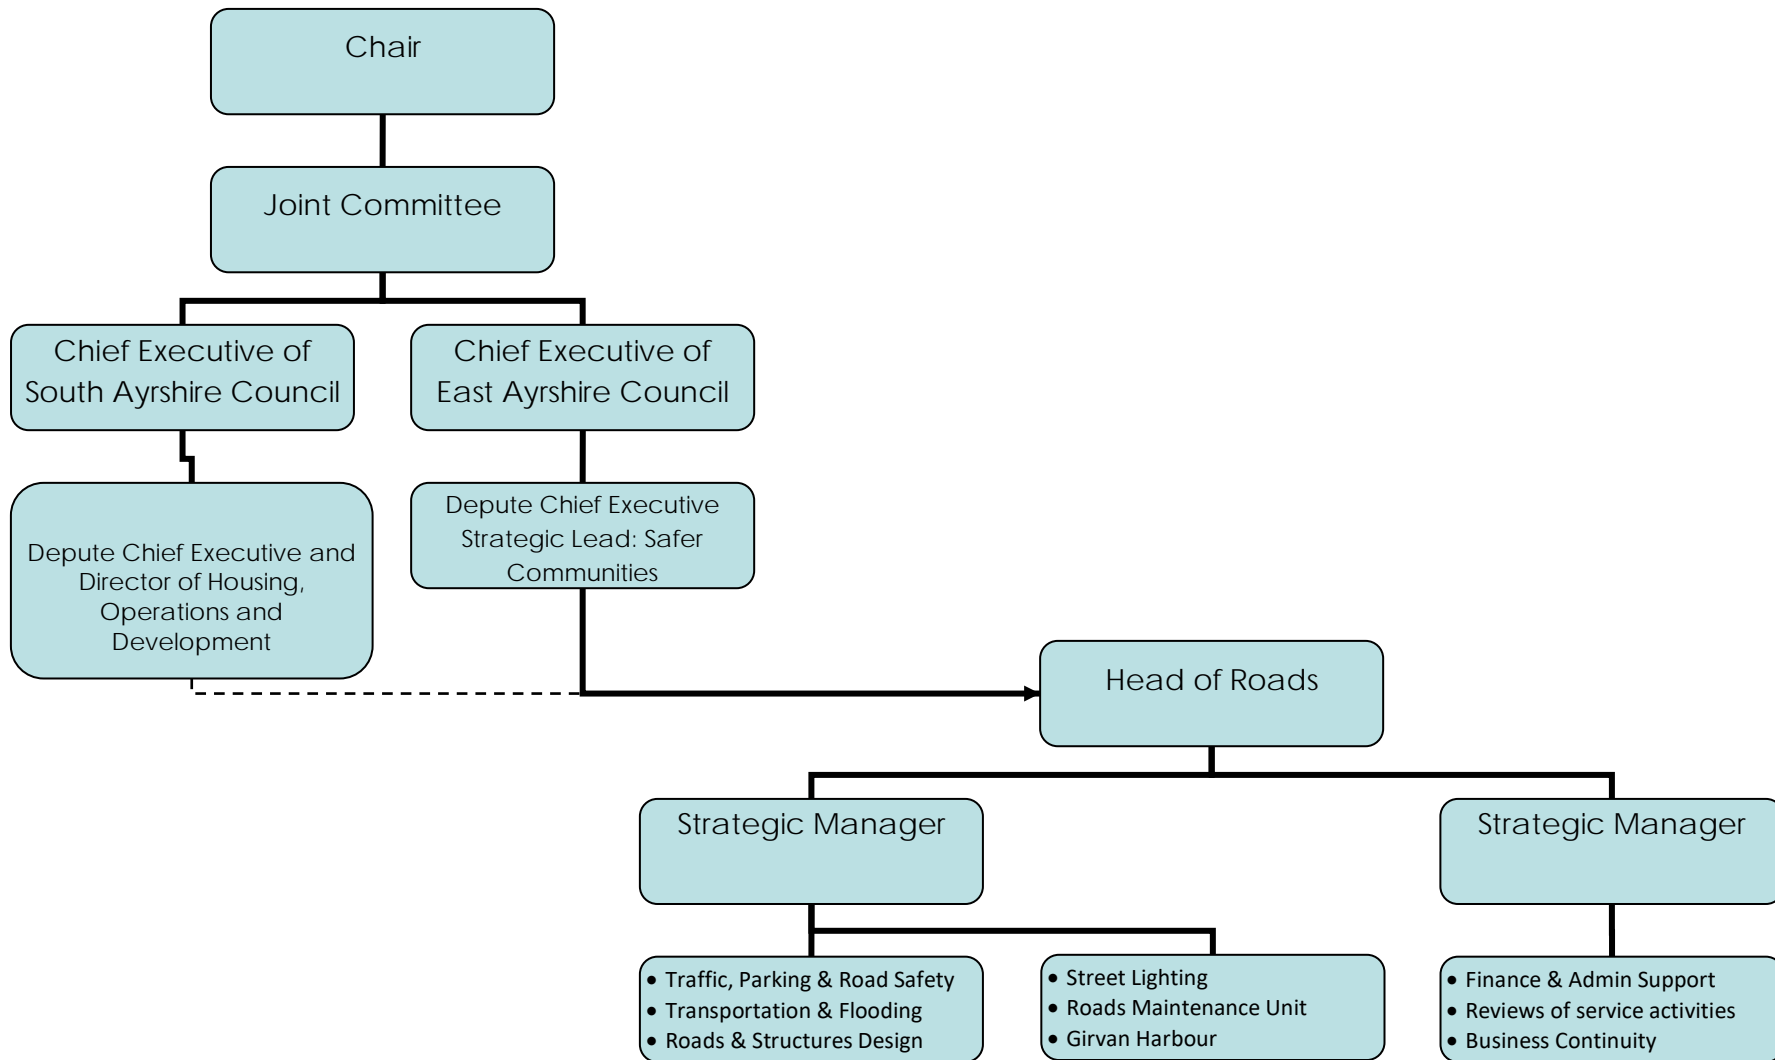 Chair
Joint Committee
Chief Executive of
South Ayrshire Council
Chief Executive of
East Ayrshire Council
Depute Chief Executive and
Director of Housing,
Operations and
Development
Depute Chief Executive
Strategic Lead: Safer
Communities
Head of Roads
Strategic Manager
Strategic Manager
• Traffic, Parking & Road Safety
• Transportation & Flooding
• Roads & Structures Design
• Street Lighting
• Roads Maintenance Unit
• Girvan Harbour
• Finance & Admin Support
• Reviews of service activities
• Business Continuity